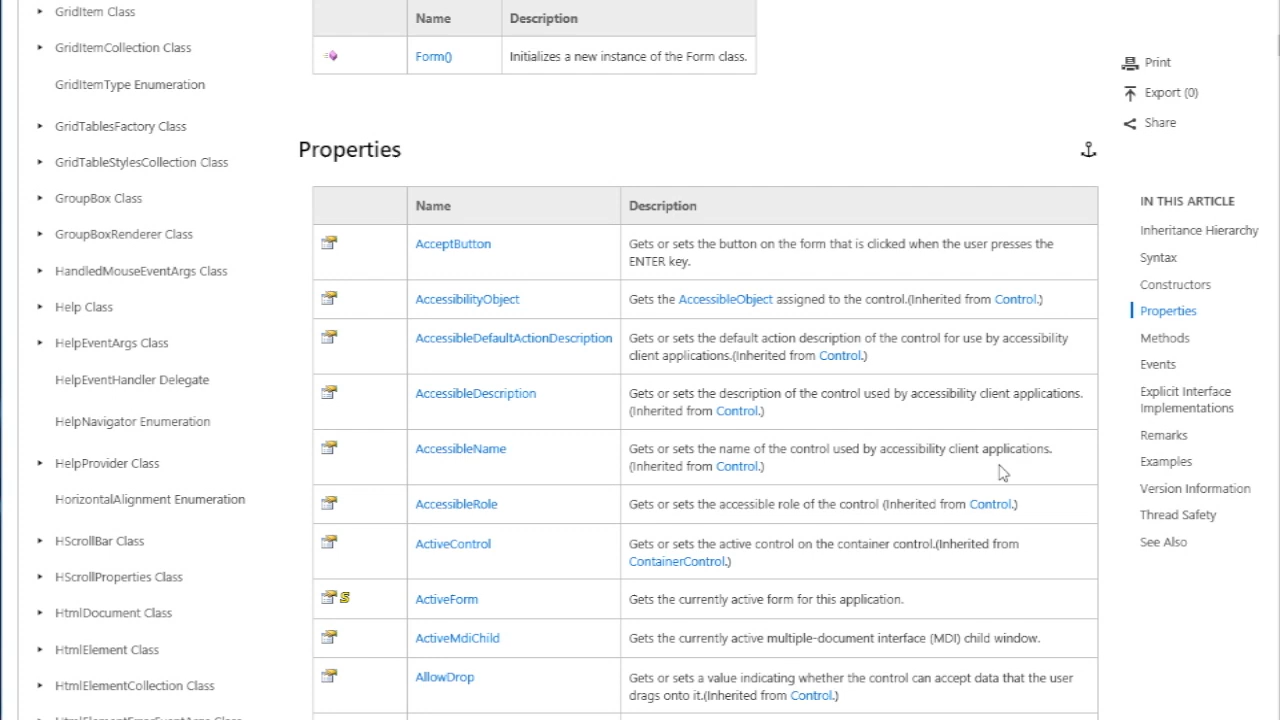 GridItem Class
GridItemCollection Class
GridItemType Enumeration
GridTablesFactory Class
GridTableStylesCollection Class
GroupBox Class
GroupBoxRenderer Class
HandledMouseEventArgs Class
Help Class
HelpEventArgs Class
HelpEventHandler Delegate
HelpNavigator Enumeration
HelpProvider Class
HorizontalAlignment Enumeration
HScrollBar Class
HScrollProperties Class
HtmlDocument Class
HtmlElement Class
HtmlElementCollection Class
HtmlElementErrorEventArgs Class
Name Description
Form() Initializes a new instance of the Form class.
Properties
Name Description
AcceptButton Gets or sets the button on the form that is clicked when the user presses the
ENTER key.
AccessibilityObject Gets the AccessibleObject assigned to the control.(Inherited from Control.)
AccessibleDefaultActionDescription Gets or sets the default action description of the control for use by accessibility
client applications.(Inherited from Control.)
AccessibleDescription Gets or sets the description of the control used by accessibility client applications.
(Inherited from Control.)
AccessibleName Gets or sets the name of the control used by accessibility client applications.
(Inherited from Control.)
AccessibleRole Gets or sets the accessible role of the control (Inherited from Control.)
ActiveControl Gets or sets the active control on the container control.(Inherited from
ContainerControl.)
S ActiveForm Gets the currently active form for this application.
ActiveMdiChild Gets the currently active multiple-document interface (MDI) child window.
AllowDrop Gets or sets a value indicating whether the control can accept data that the user
drags onto it.(Inherited from Control.)
Print
Export (0)
Share
IN THIS ARTICLE
Inheritance Hierarchy
Syntax
Constructors
Properties
Methods
Events
Explicit Interface
Implementations
Remarks
Examples
Version Information
Thread Safety
See Also